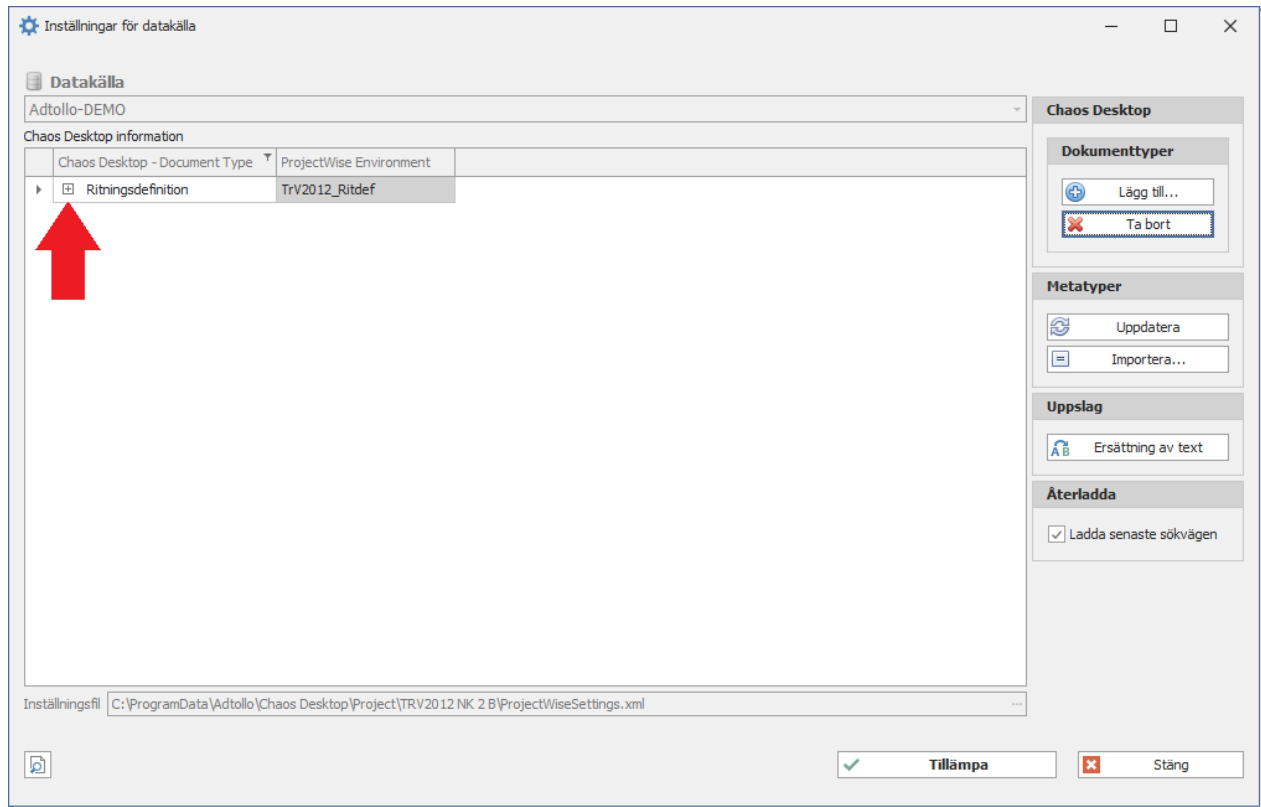 Inställningar för datakälla
Datakälla
Adtollo-DEMO
Chaos Desktop information
Chaos Desktop - Document Type ProjectWise Environment
Ritningsdefinition TrV2012_Ritdef
Chaos Desktop
Dokumenttyper
Lägg till...
Ta bort
Metatyper
Uppdatera
Importera...
Uppslag
AB Ersättning av text
Återladda
Ladda senaste sökvägen
Inställningsfil C:\ProgramData\Adtollo\Chaos Desktop\Project\TRV2012 NK 2 B\ProjectWiseSettings.xml ...
Tillämpa Stäng